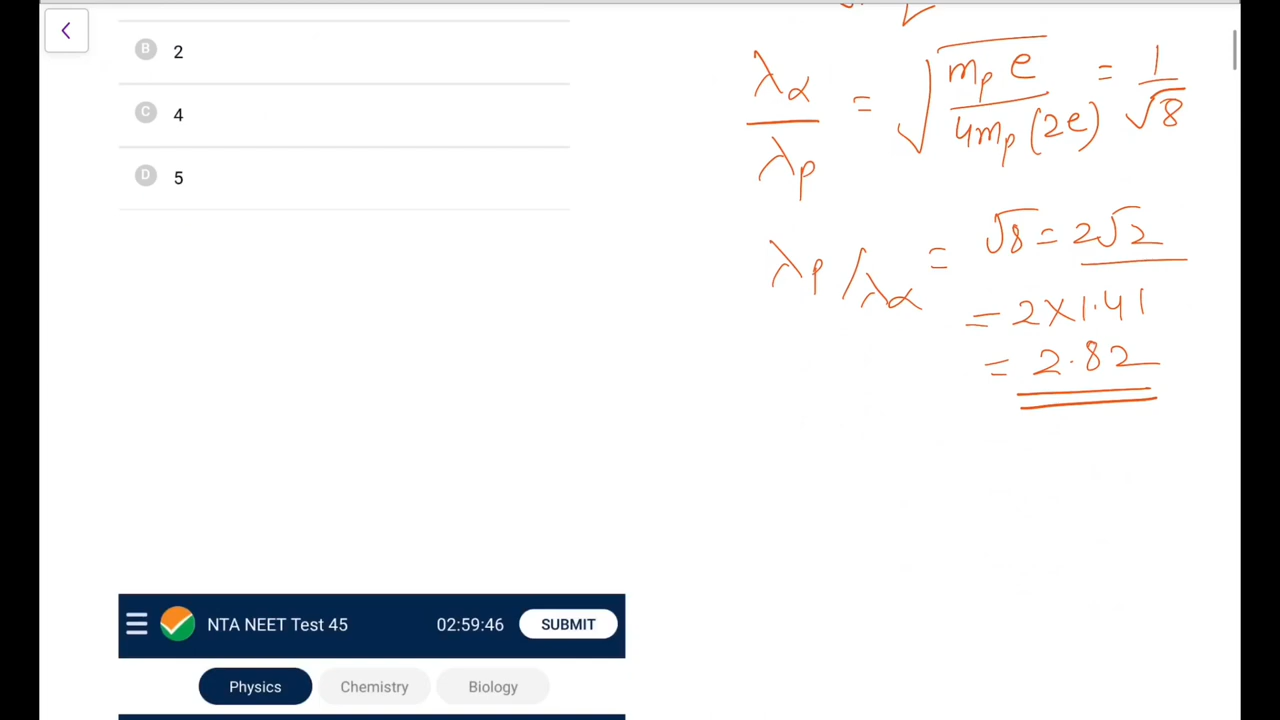 B 2
C 4
D 5
λα / λp = √(mp e / 4mp (2e)) = 1/√8
λp/λα = √8 = 2√2
= 2×1.41
= 2.82
NTA NEET Test 45 02:59:46 SUBMIT
Physics Chemistry Biology